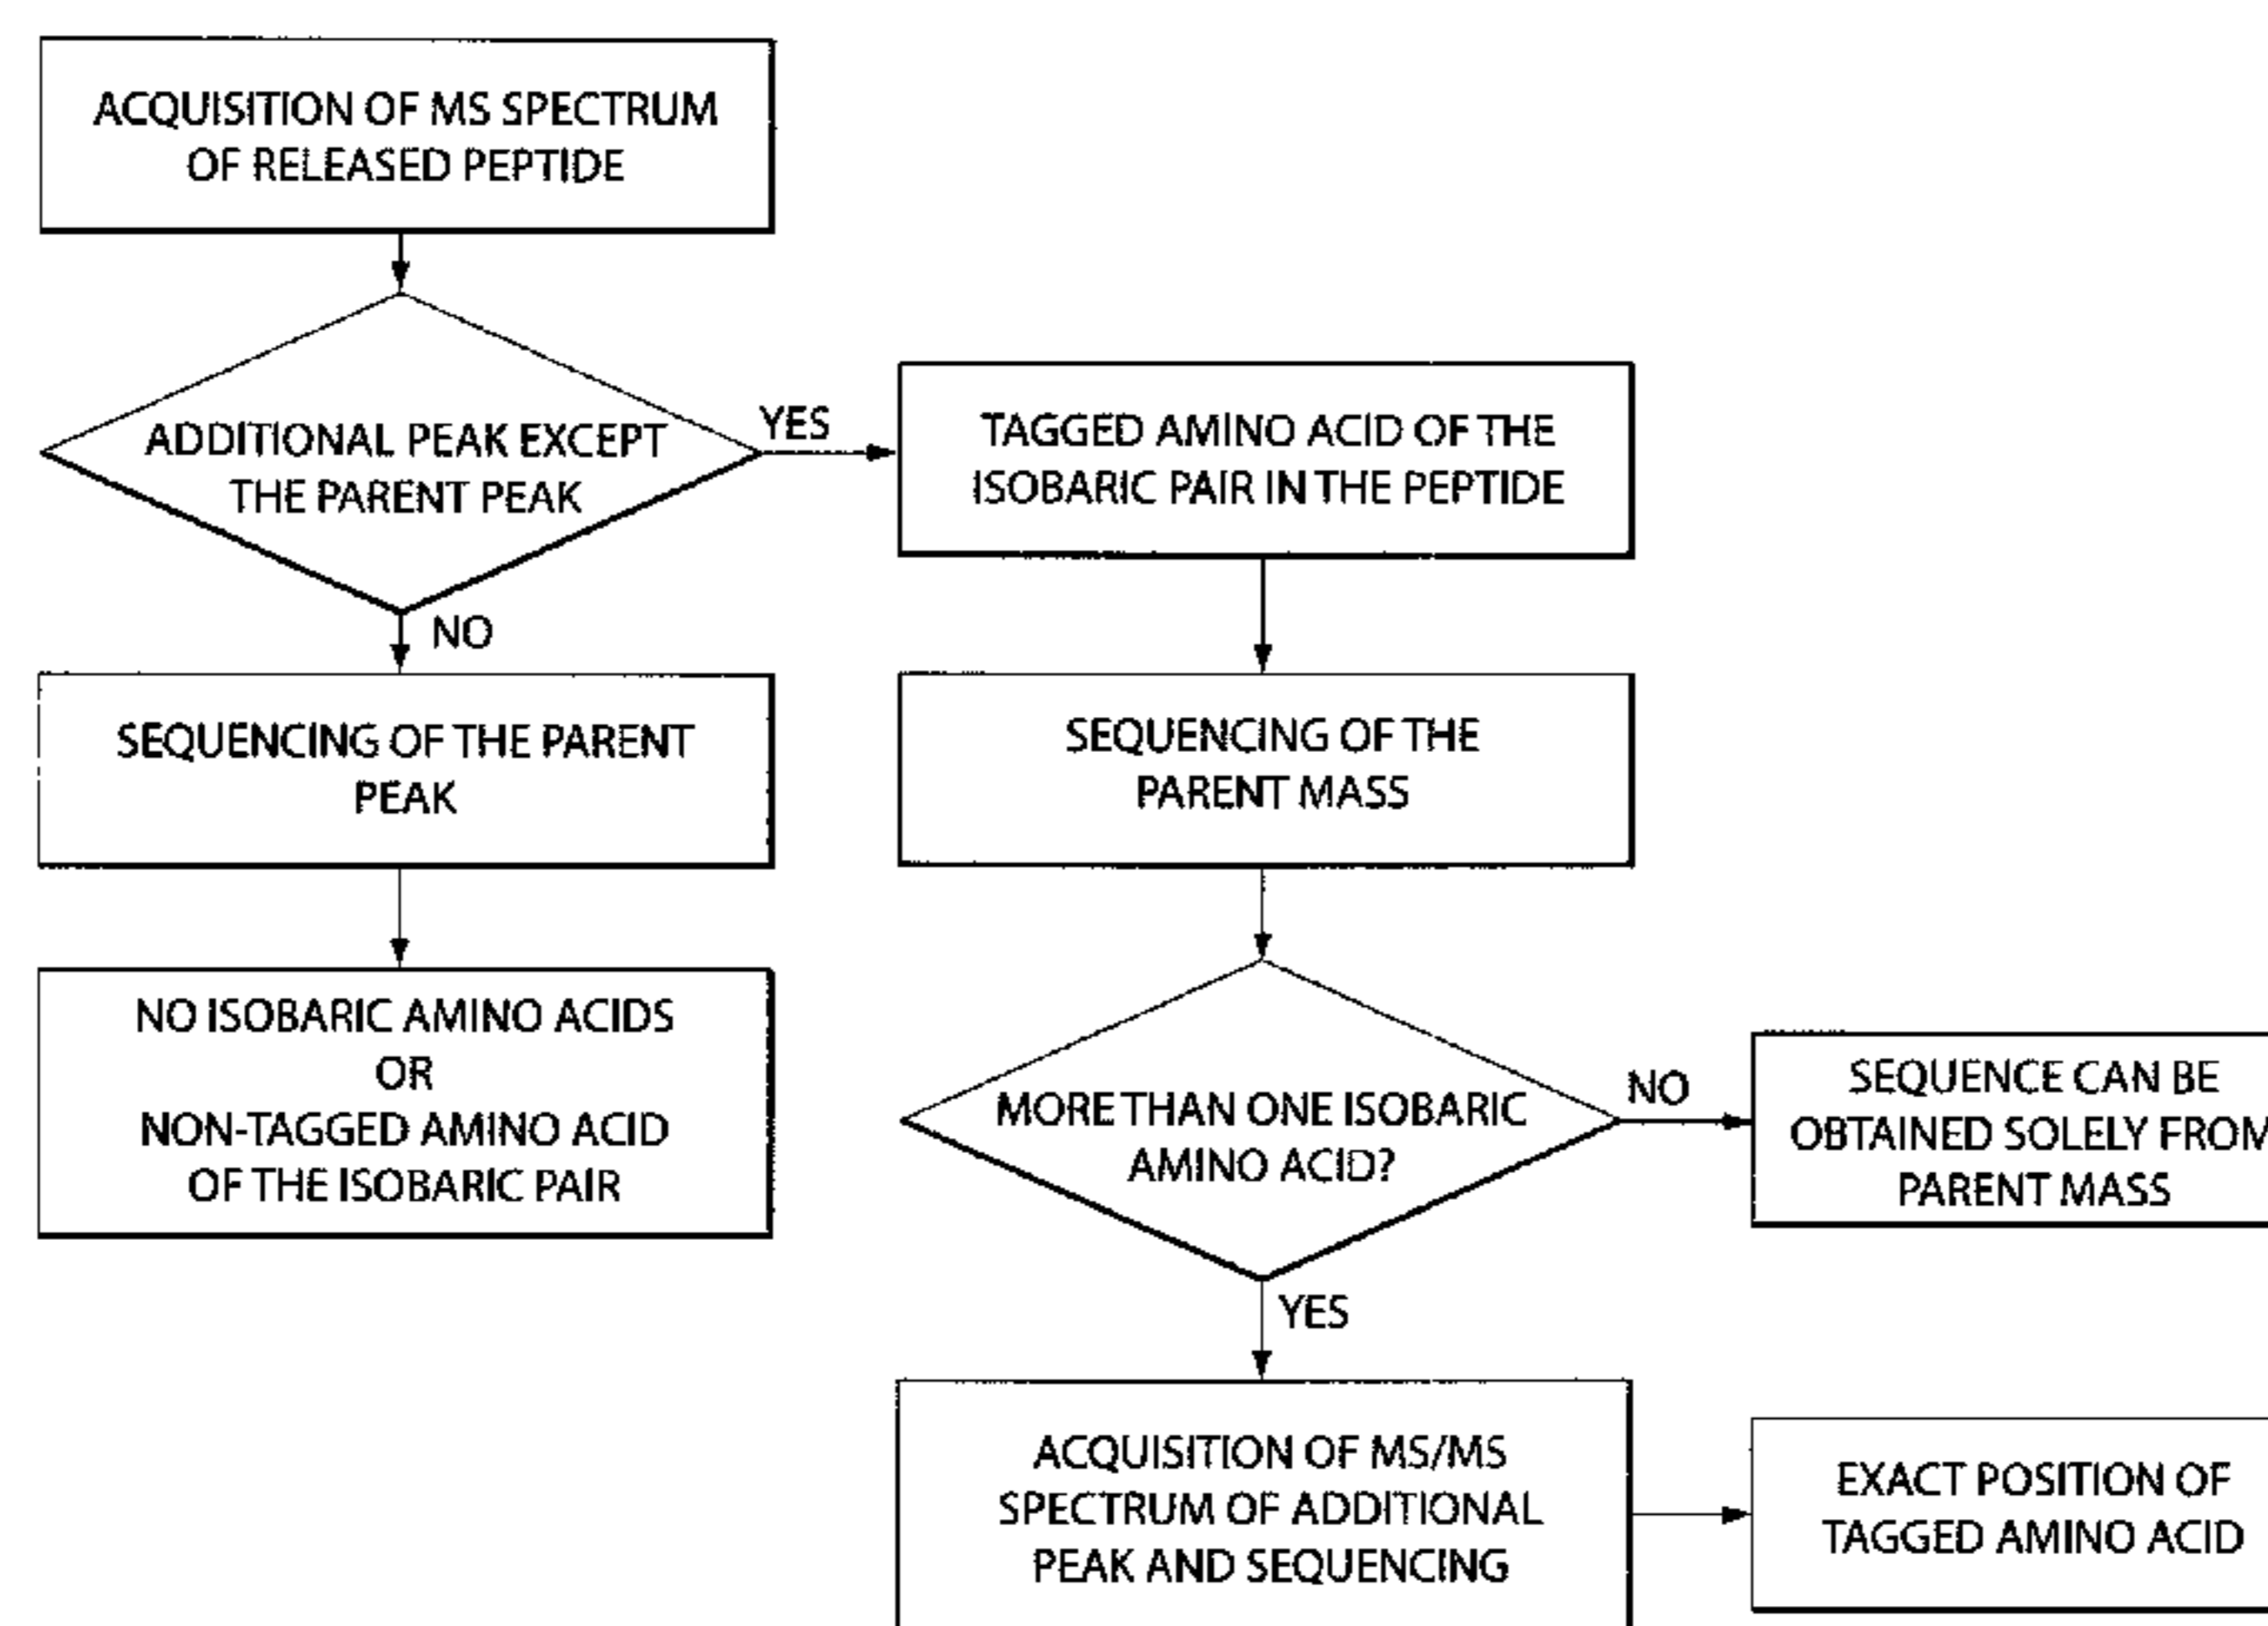 ACQUISITION OF MS SPECTRUM
OF RELEASED PEPTIDE
ADDITIONAL PEAK EXCEPT
THE PARENT PEAK
YES
TAGGED AMINO ACID OF THE
ISOBARIC PAIR IN THE PEPTIDE
NO
SEQUENCING OF THE PARENT
PEAK
SEQUENCING OF THE
PARENT MASS
NO ISOBARIC AMINO ACIDS
OR
NON-TAGGED AMINO ACID
OF THE ISOBARIC PAIR
MORE THAN ONE ISOBARIC
AMINO ACID?
NO
SEQUENCE CAN BE
OBTAINED SOLELY FROM
PARENT MASS
YES
ACQUISITION OF MS/MS
SPECTRUM OF ADDITIONAL
PEAK AND SEQUENCING
EXACT POSITION OF
TAGGED AMINO ACID